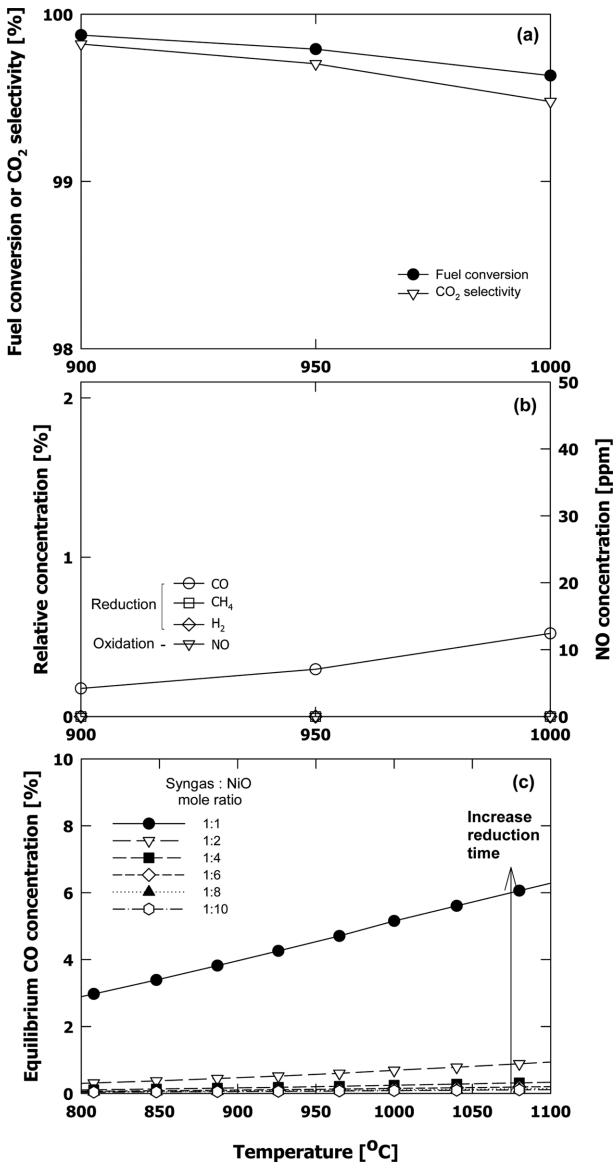 Fuel conversion or CO2 selectivity [%]
100
99
98
(a)
Fuel conversion
CO2 selectivity
900
950
1000
Relative concentration [%]
2
1
0
(b)
Reduction
CO
CH4
H2
Oxidation -
NO
50
40
30
20
10
0
NO concentration [ppm]
900
950
1000
Equilibrium CO concentration [%]
10
8
6
4
2
0
(c)
Syngas : NiO
mole ratio
1:1
1:2
1:4
1:6
1:8
1:10
Increase
reduction
time
800
850
900
950
1000
1050
1100
Temperature [°C]